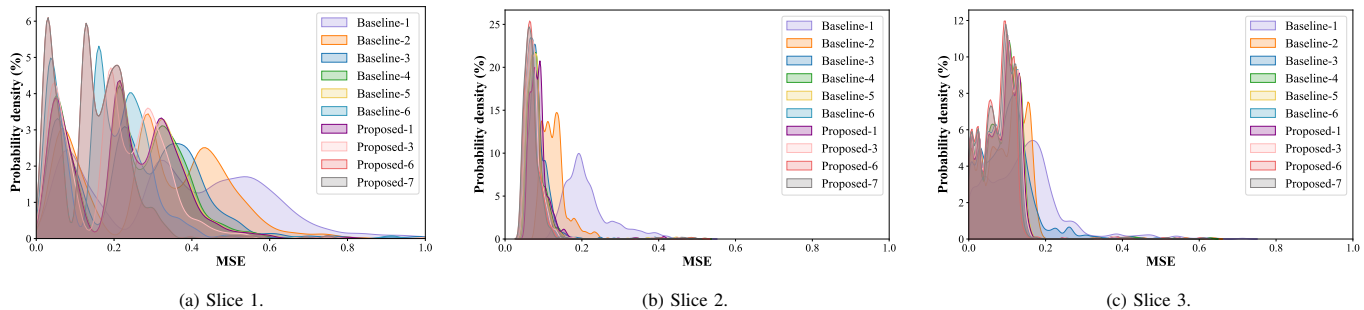 Probability density (%)
6
5
4
3
2
1
0
0.0 0.2 0.4 0.6 0.8 1.0
MSE
Baseline-1
Baseline-2
Baseline-3
Baseline-4
Baseline-5
Baseline-6
Proposed-1
Proposed-3
Proposed-6
Proposed-7
(a) Slice 1.
Probability density (%)
25
20
15
10
5
0
0.0 0.2 0.4 0.6 0.8 1.0
MSE
Baseline-1
Baseline-2
Baseline-3
Baseline-4
Baseline-5
Baseline-6
Proposed-1
Proposed-3
Proposed-6
Proposed-7
(b) Slice 2.
Probability density (%)
12
10
8
6
4
2
0
0.0 0.2 0.4 0.6 0.8 1.0
MSE
Baseline-1
Baseline-2
Baseline-3
Baseline-4
Baseline-5
Baseline-6
Proposed-1
Proposed-3
Proposed-6
Proposed-7
(c) Slice 3.